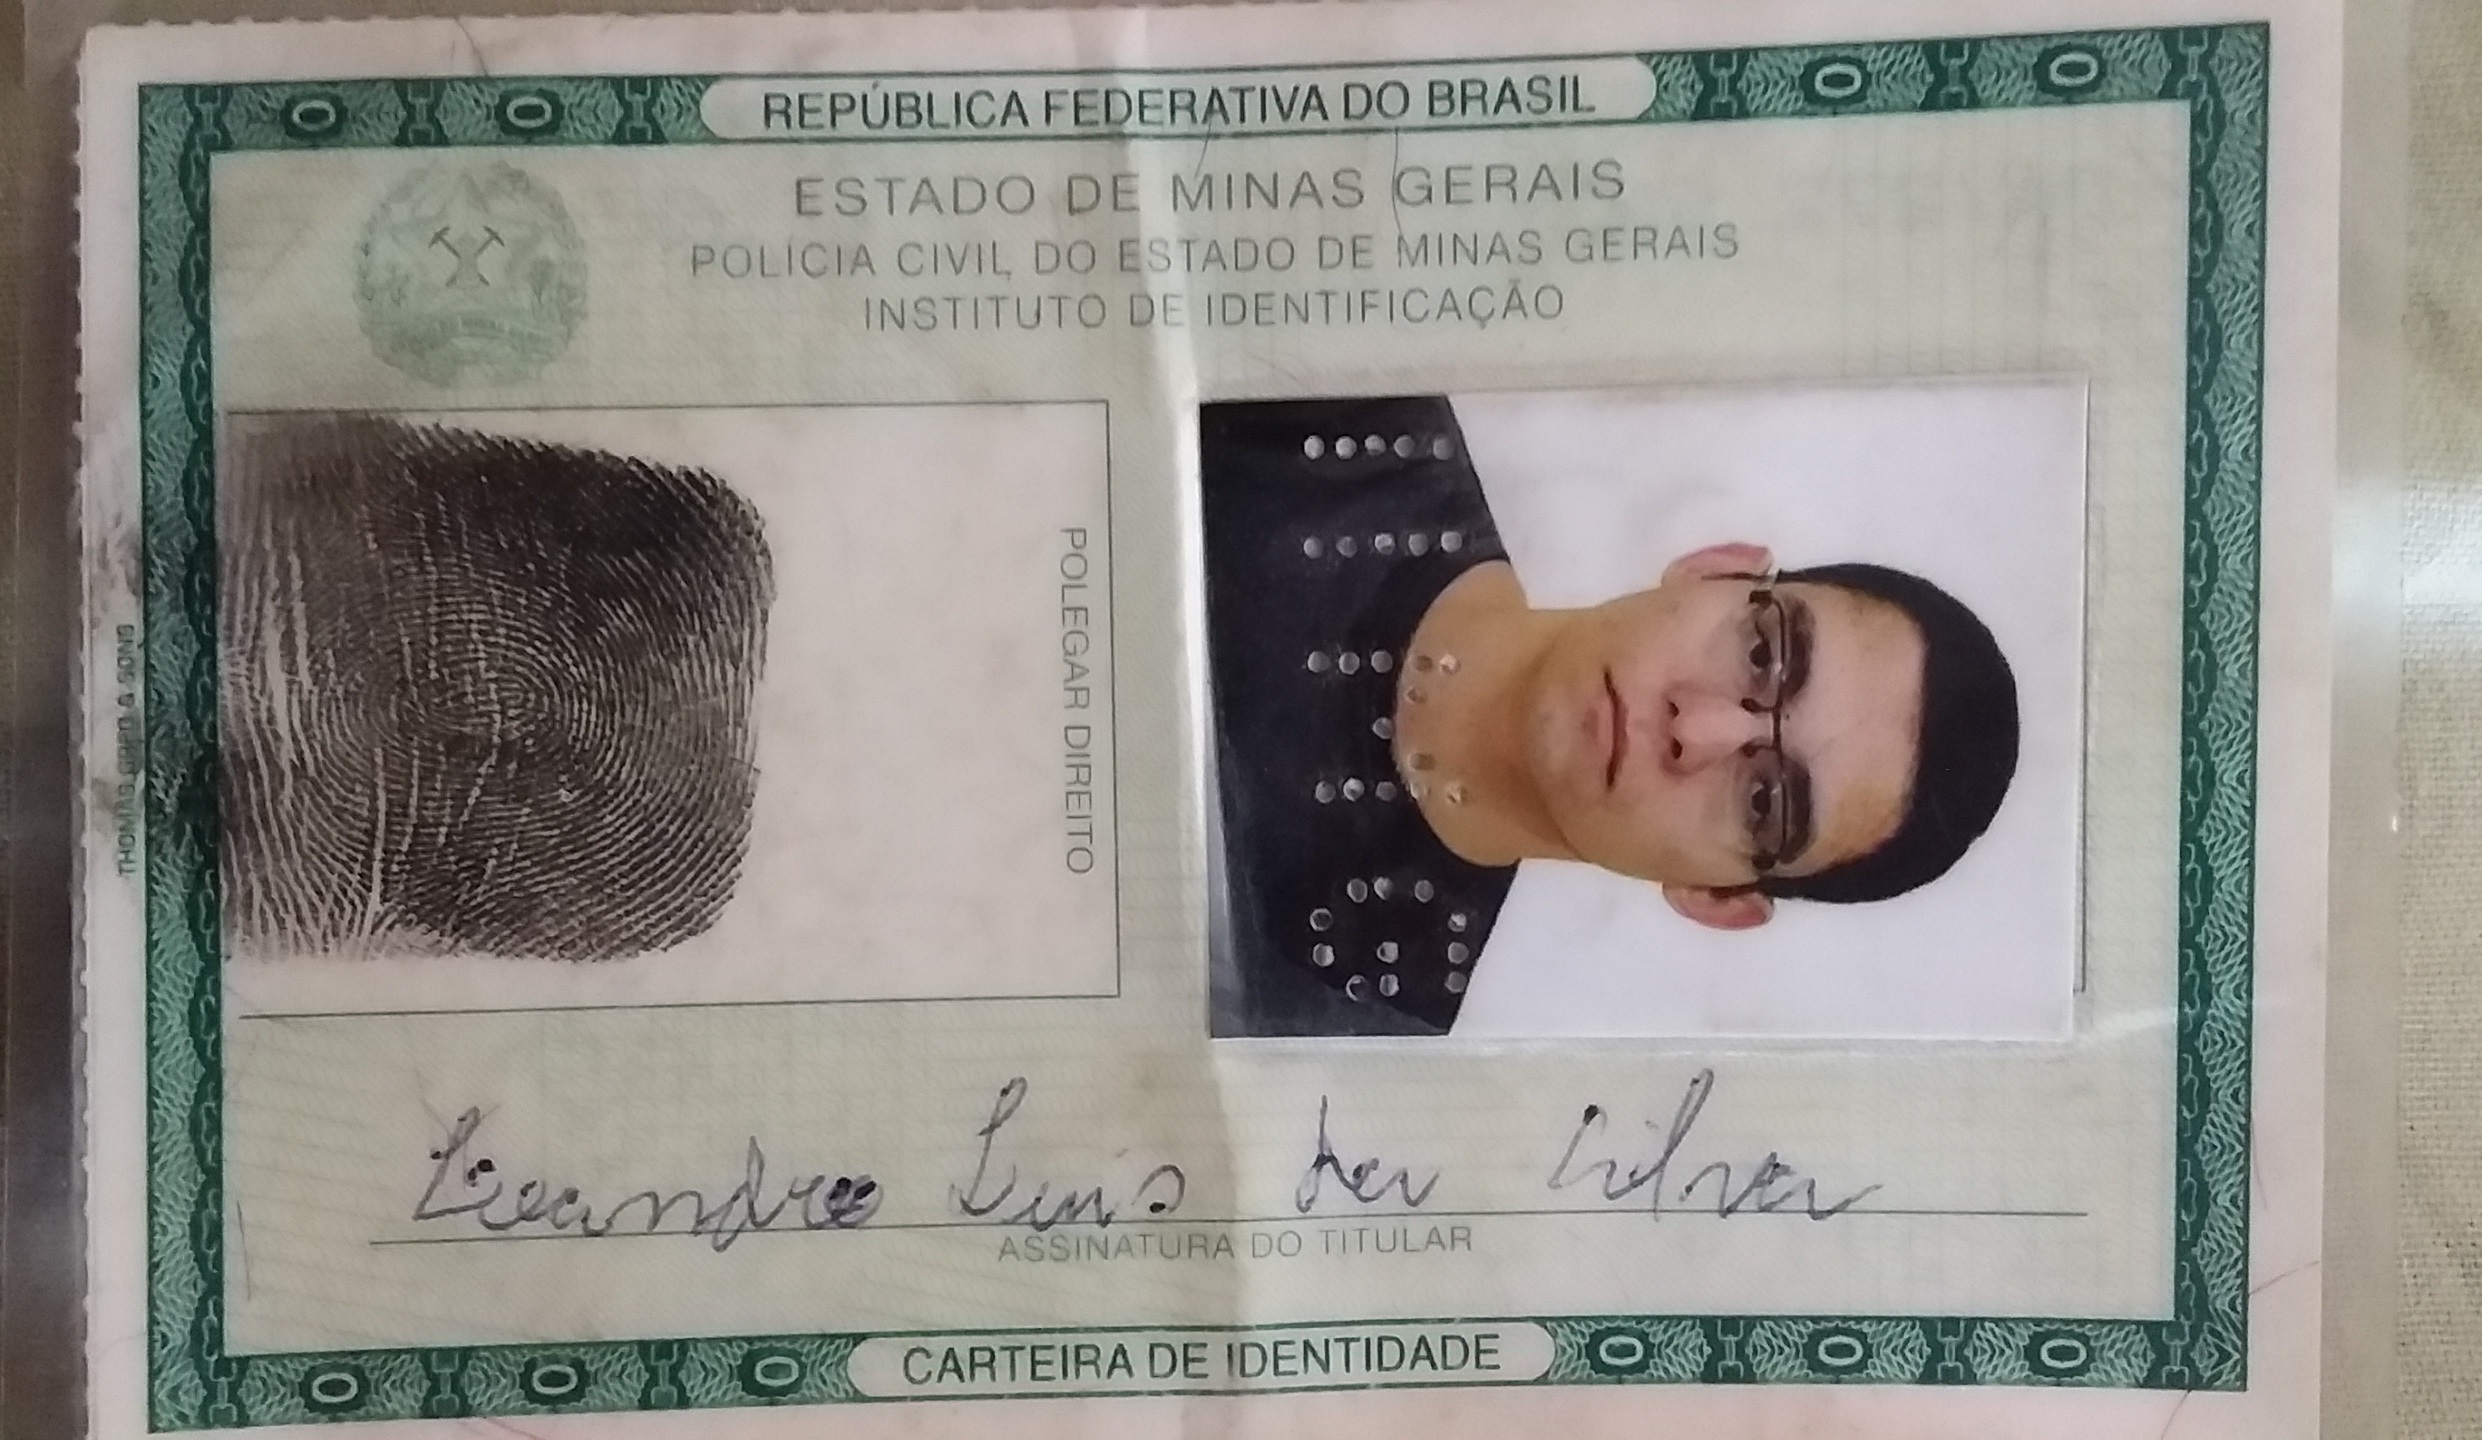 REPÚBLICA FEDERATIVA DO BRASIL
ESTADO DE MINAS GERAIS
POLÍCIA CIVIL DO ESTADO DE MINAS GERAIS
INSTITUTO DE IDENTIFICAÇÃO
POLEGAR DIREITO
THOMAS GREG & SONS
Leandro Luis da Silva
ASSINATURA DO TITULAR
CARTEIRA DE IDENTIDADE